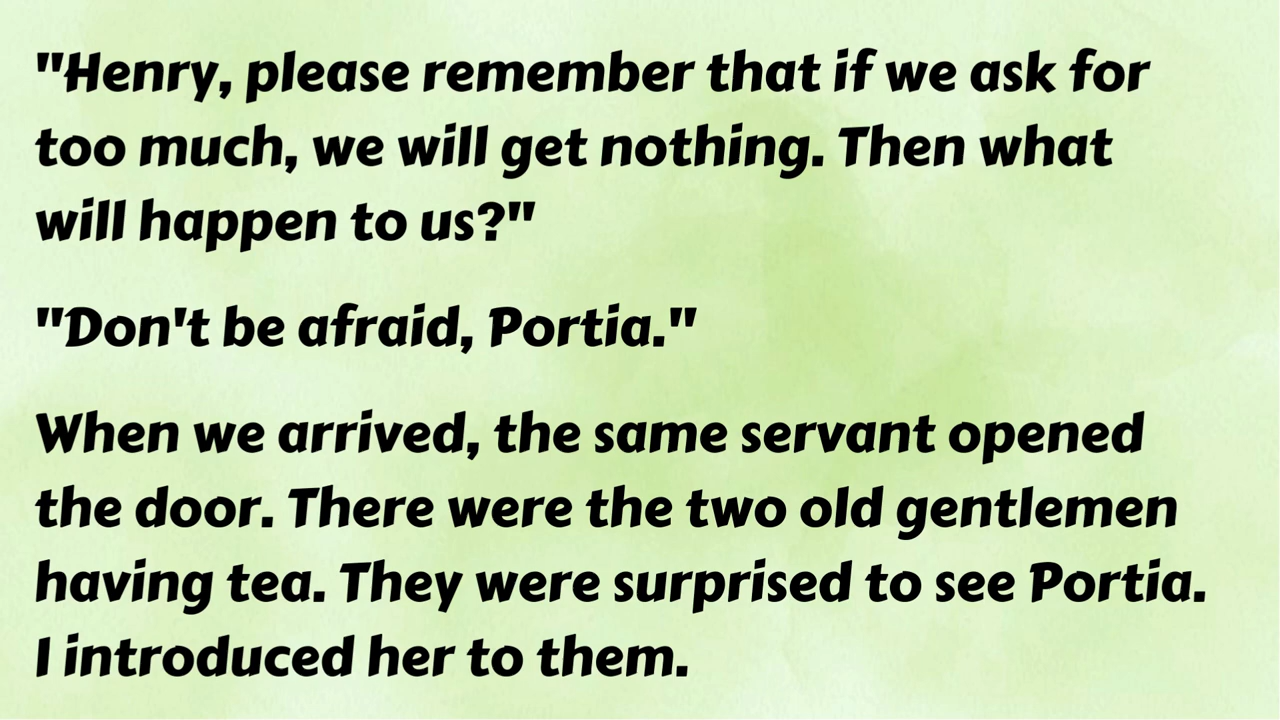 "Henry, please remember that if we ask for
too much, we will get nothing. Then what
will happen to us?"
"Don't be afraid, Portia."
When we arrived, the same servant opened
the door. There were the two old gentlemen
having tea. They were surprised to see Portia.
I introduced her to them.